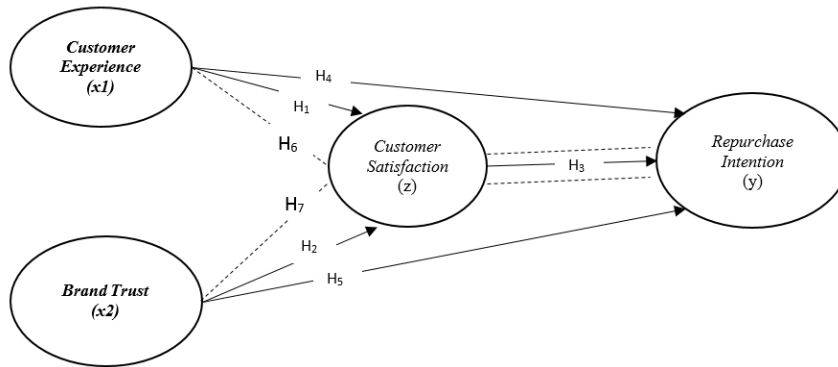 Customer
Experience
(x1)
H4
H1
H6
Customer
Satisfaction
(z)
Repurchase
Intention
(y)
H3
H7
H2
Brand Trust
(x2)
H5